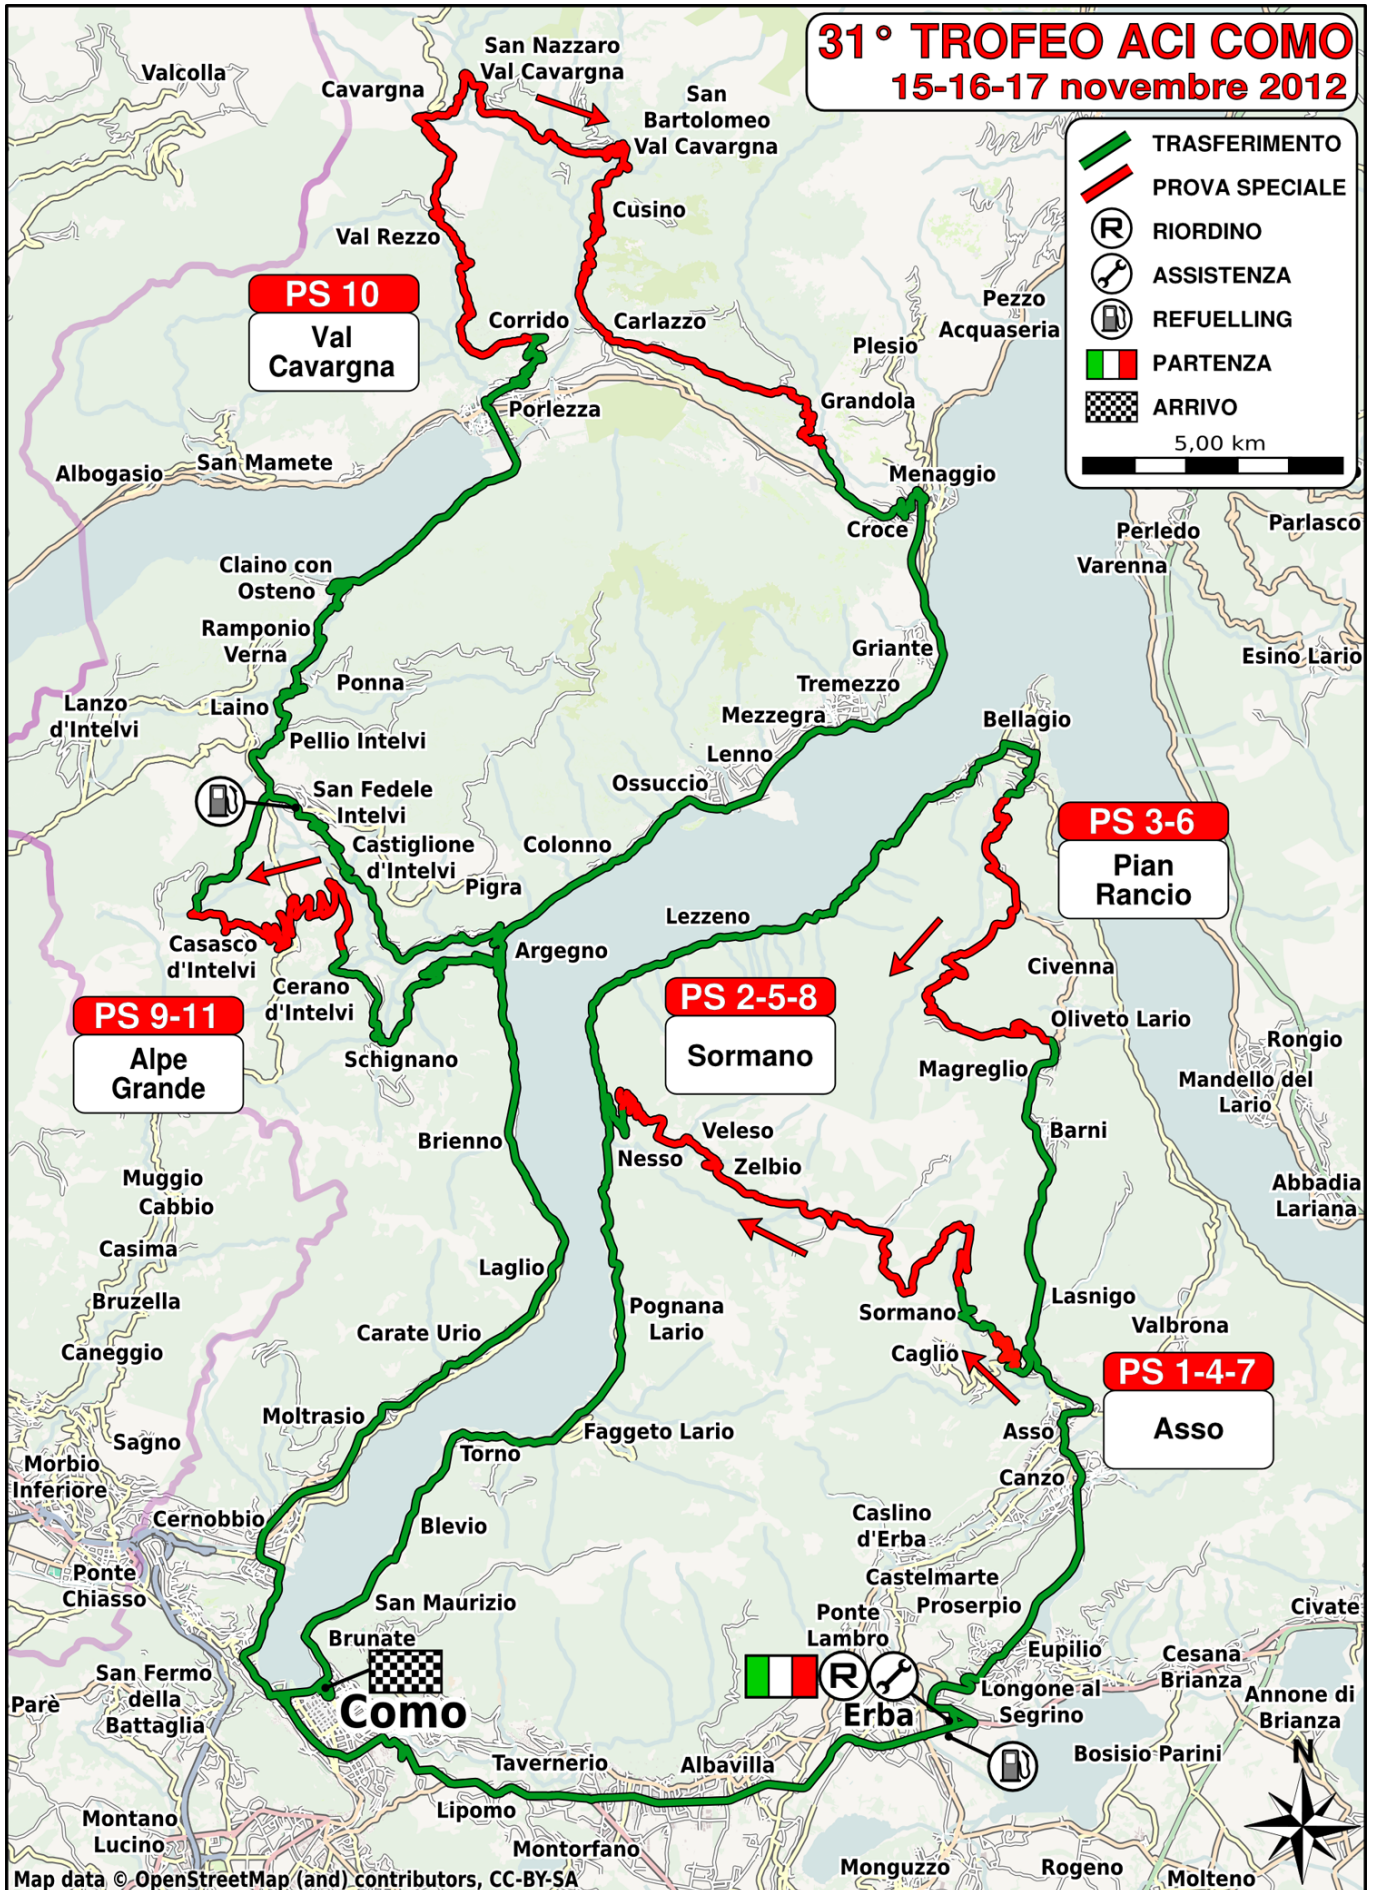 31° TROFEO ACI COMO
15-16-17 novembre 2012
TRASFERIMENTO
PROVA SPECIALE
R
RIORDINO
ASSISTENZA
REFUELLING
PARTENZA
ARRIVO
5,00 km
Valcolla
San Nazzaro
Val Cavargna
Cavargna
San
Bartolomeo
Val Cavargna
Cusino
Val Rezzo
PS 10
Val
Cavargna
Corrido
Carlazzo
Pezzo
Acquaseria
Plesio
Grandola
Porlezza
San Mamete
Albogasio
Menaggio
Croce
Perledo
Parlasco
Varenna
Claino con
Osteno
Ramponio
Verna
Griante
Esino Lario
Ponna
Tremezzo
Lanzo
d'Intelvi
Laino
Mezzegra
Bellagio
Pellio Intelvi
Lenno
San Fedele
Intelvi
Ossuccio
Castiglione
d'Intelvi
Colonno
PS 3-6
Pian
Rancio
Pigra
Lezzeno
Casasco
d'Intelvi
Argegno
Civenna
Cerano
d'Intelvi
PS 2-5-8
Sormano
PS 9-11
Alpe
Grande
Oliveto Lario
Schignano
Rongio
Magreglio
Mandello del
Lario
Brienno
Veleso
Nesso
Zelbio
Barni
Muggio
Cabbio
Abbadia
Lariana
Casima
Laglio
Bruzella
Pognana
Lario
Sormano
Lasnigo
Carate Urio
Valbrona
Caneggio
Caglio
PS 1-4-7
Asso
Moltrasio
Faggeto Lario
Asso
Sagno
Torno
Morbio
Inferiore
Canzo
Cernobbio
Blevio
Caslino
d'Erba
Ponte
Chiasso
Castelmarte
San Maurizio
Proserpio
Civate
Ponte
Lambro
Brunate
Eupilio
Cesana
Brianza
San Fermo
della
Battaglia
R
Longone al
Segrino
Parè
Como
Erba
Annone di
Brianza
Bosisio Parini
N
Tavernerio
Albavilla
Lipomo
Montano
Lucino
Montorfano
Monguzzo
Rogeno
Molteno
Map data © OpenStreetMap (and) contributors, CC-BY-SA